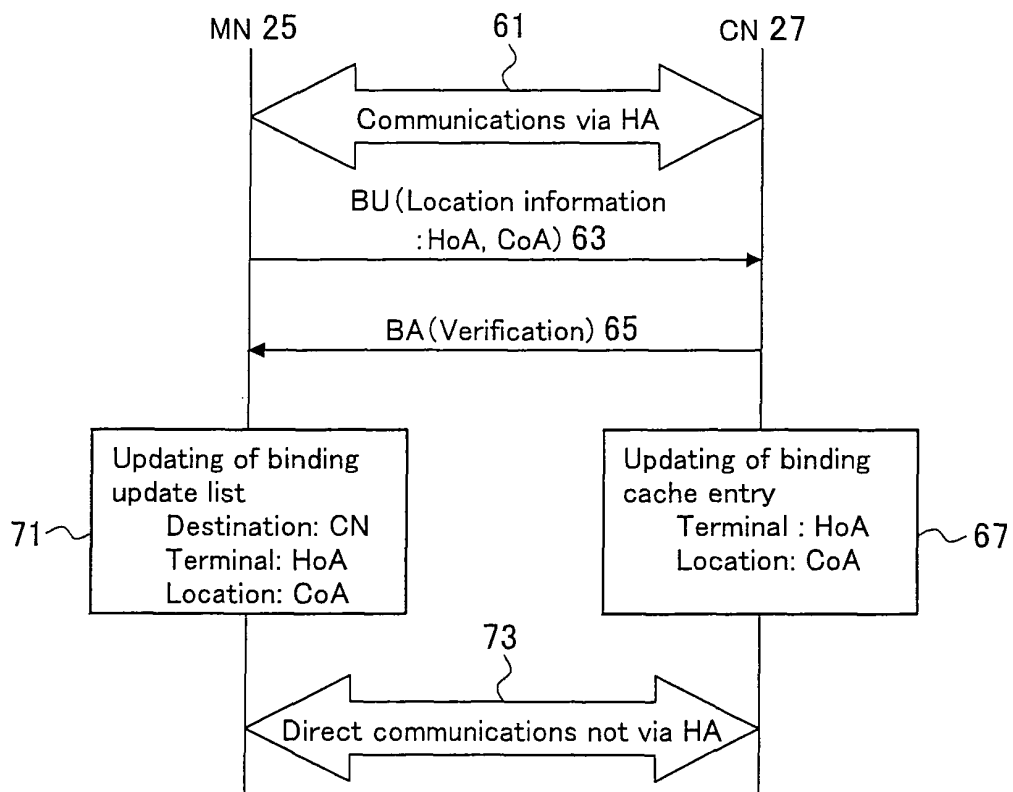 MN 25
61
CN 27
Communications via HA
BU(Location information
:HoA, CoA) 63
BA(Verification) 65
Updating of binding
update list
Destination: CN
Terminal: HoA
Location: CoA
71
Updating of binding
cache entry
Terminal : HoA
Location: CoA
67
73
Direct communications not via HA